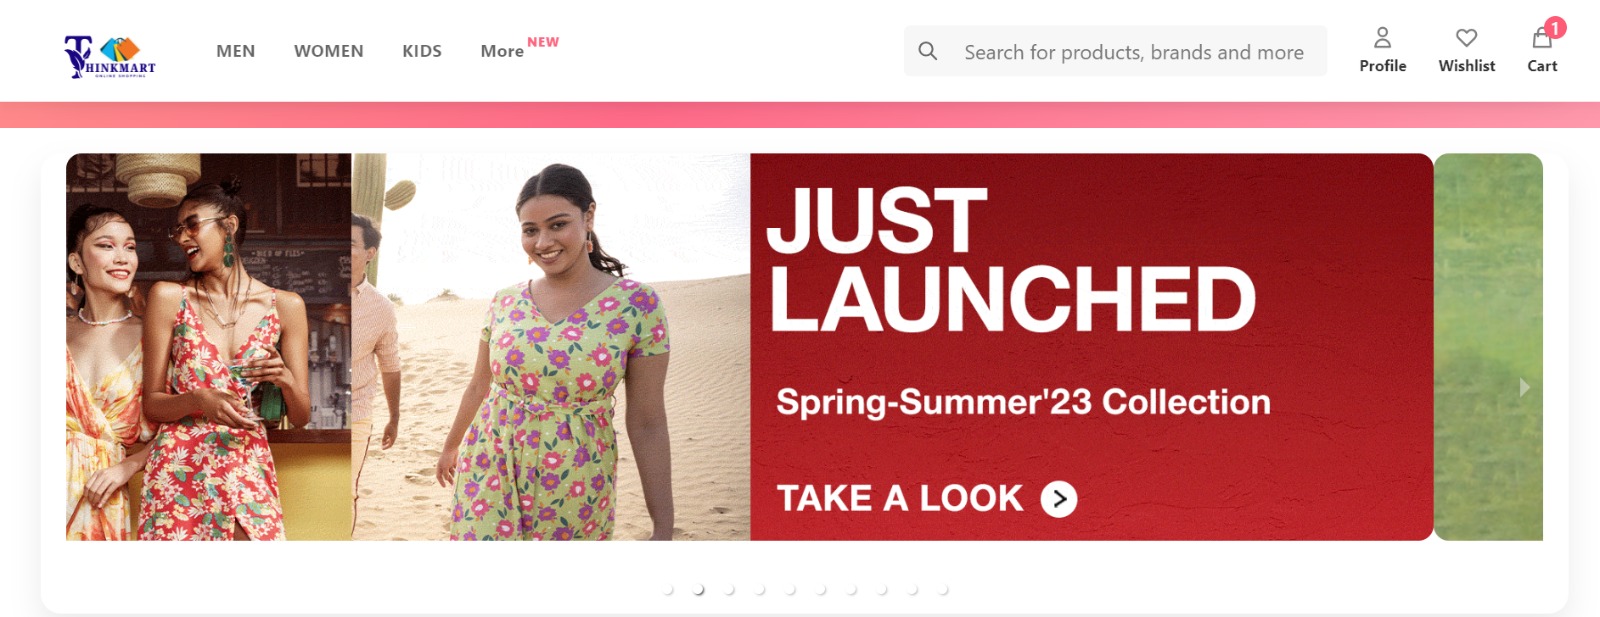 THINKMART
ONLINE SHOPPING
MEN
WOMEN
KIDS
More NEW
Search for products, brands and more
Profile
Wishlist
1
Cart
JUST
LAUNCHED
Spring-Summer'23 Collection
TAKE A LOOK